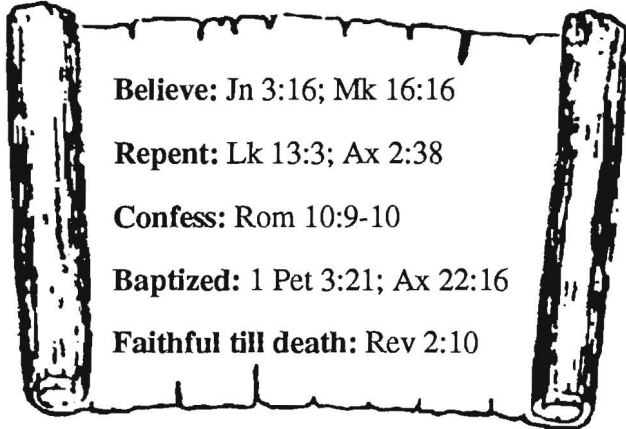 Believe: Jn 3:16; Mk 16:16
Repent: Lk 13:3; Ax 2:38
Confess: Rom 10:9-10
Baptized: 1 Pet 3:21; Ax 22:16
Faithful till death: Rev 2:10